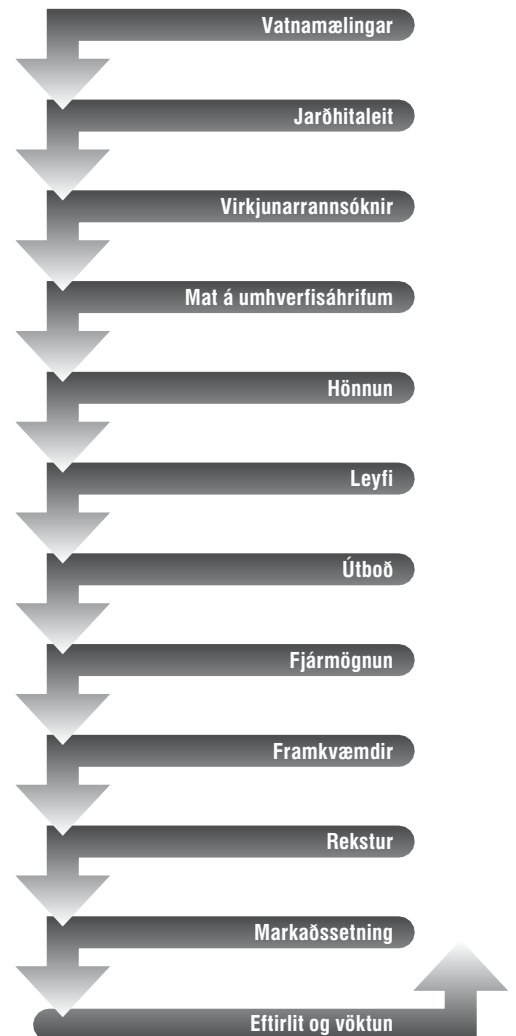 Vatnamælingar
Jarðhitaleit
Virkjunarrannsóknir
Mat á umhverfisáhrifum
Hönnun
Leyfi
Útboð
Fjármögnun
Framkvæmdir
Rekstur
Markaðssetning
Eftirlit og vöktun